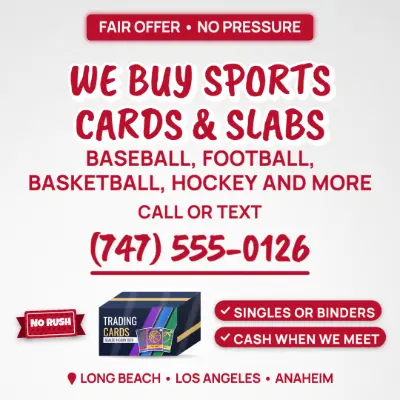 FAIR OFFER • NO PRESSURE
WE BUY SPORTS
CARDS & SLABS
BASEBALL, FOOTBALL,
BASKETBALL, HOCKEY AND MORE
CALL OR TEXT
(747) 555-0126
NO RUSH
TRADING
CARDS
SINGLES OR BINDERS
CASH WHEN WE MEET
LONG BEACH • LOS ANGELES • ANAHEIM